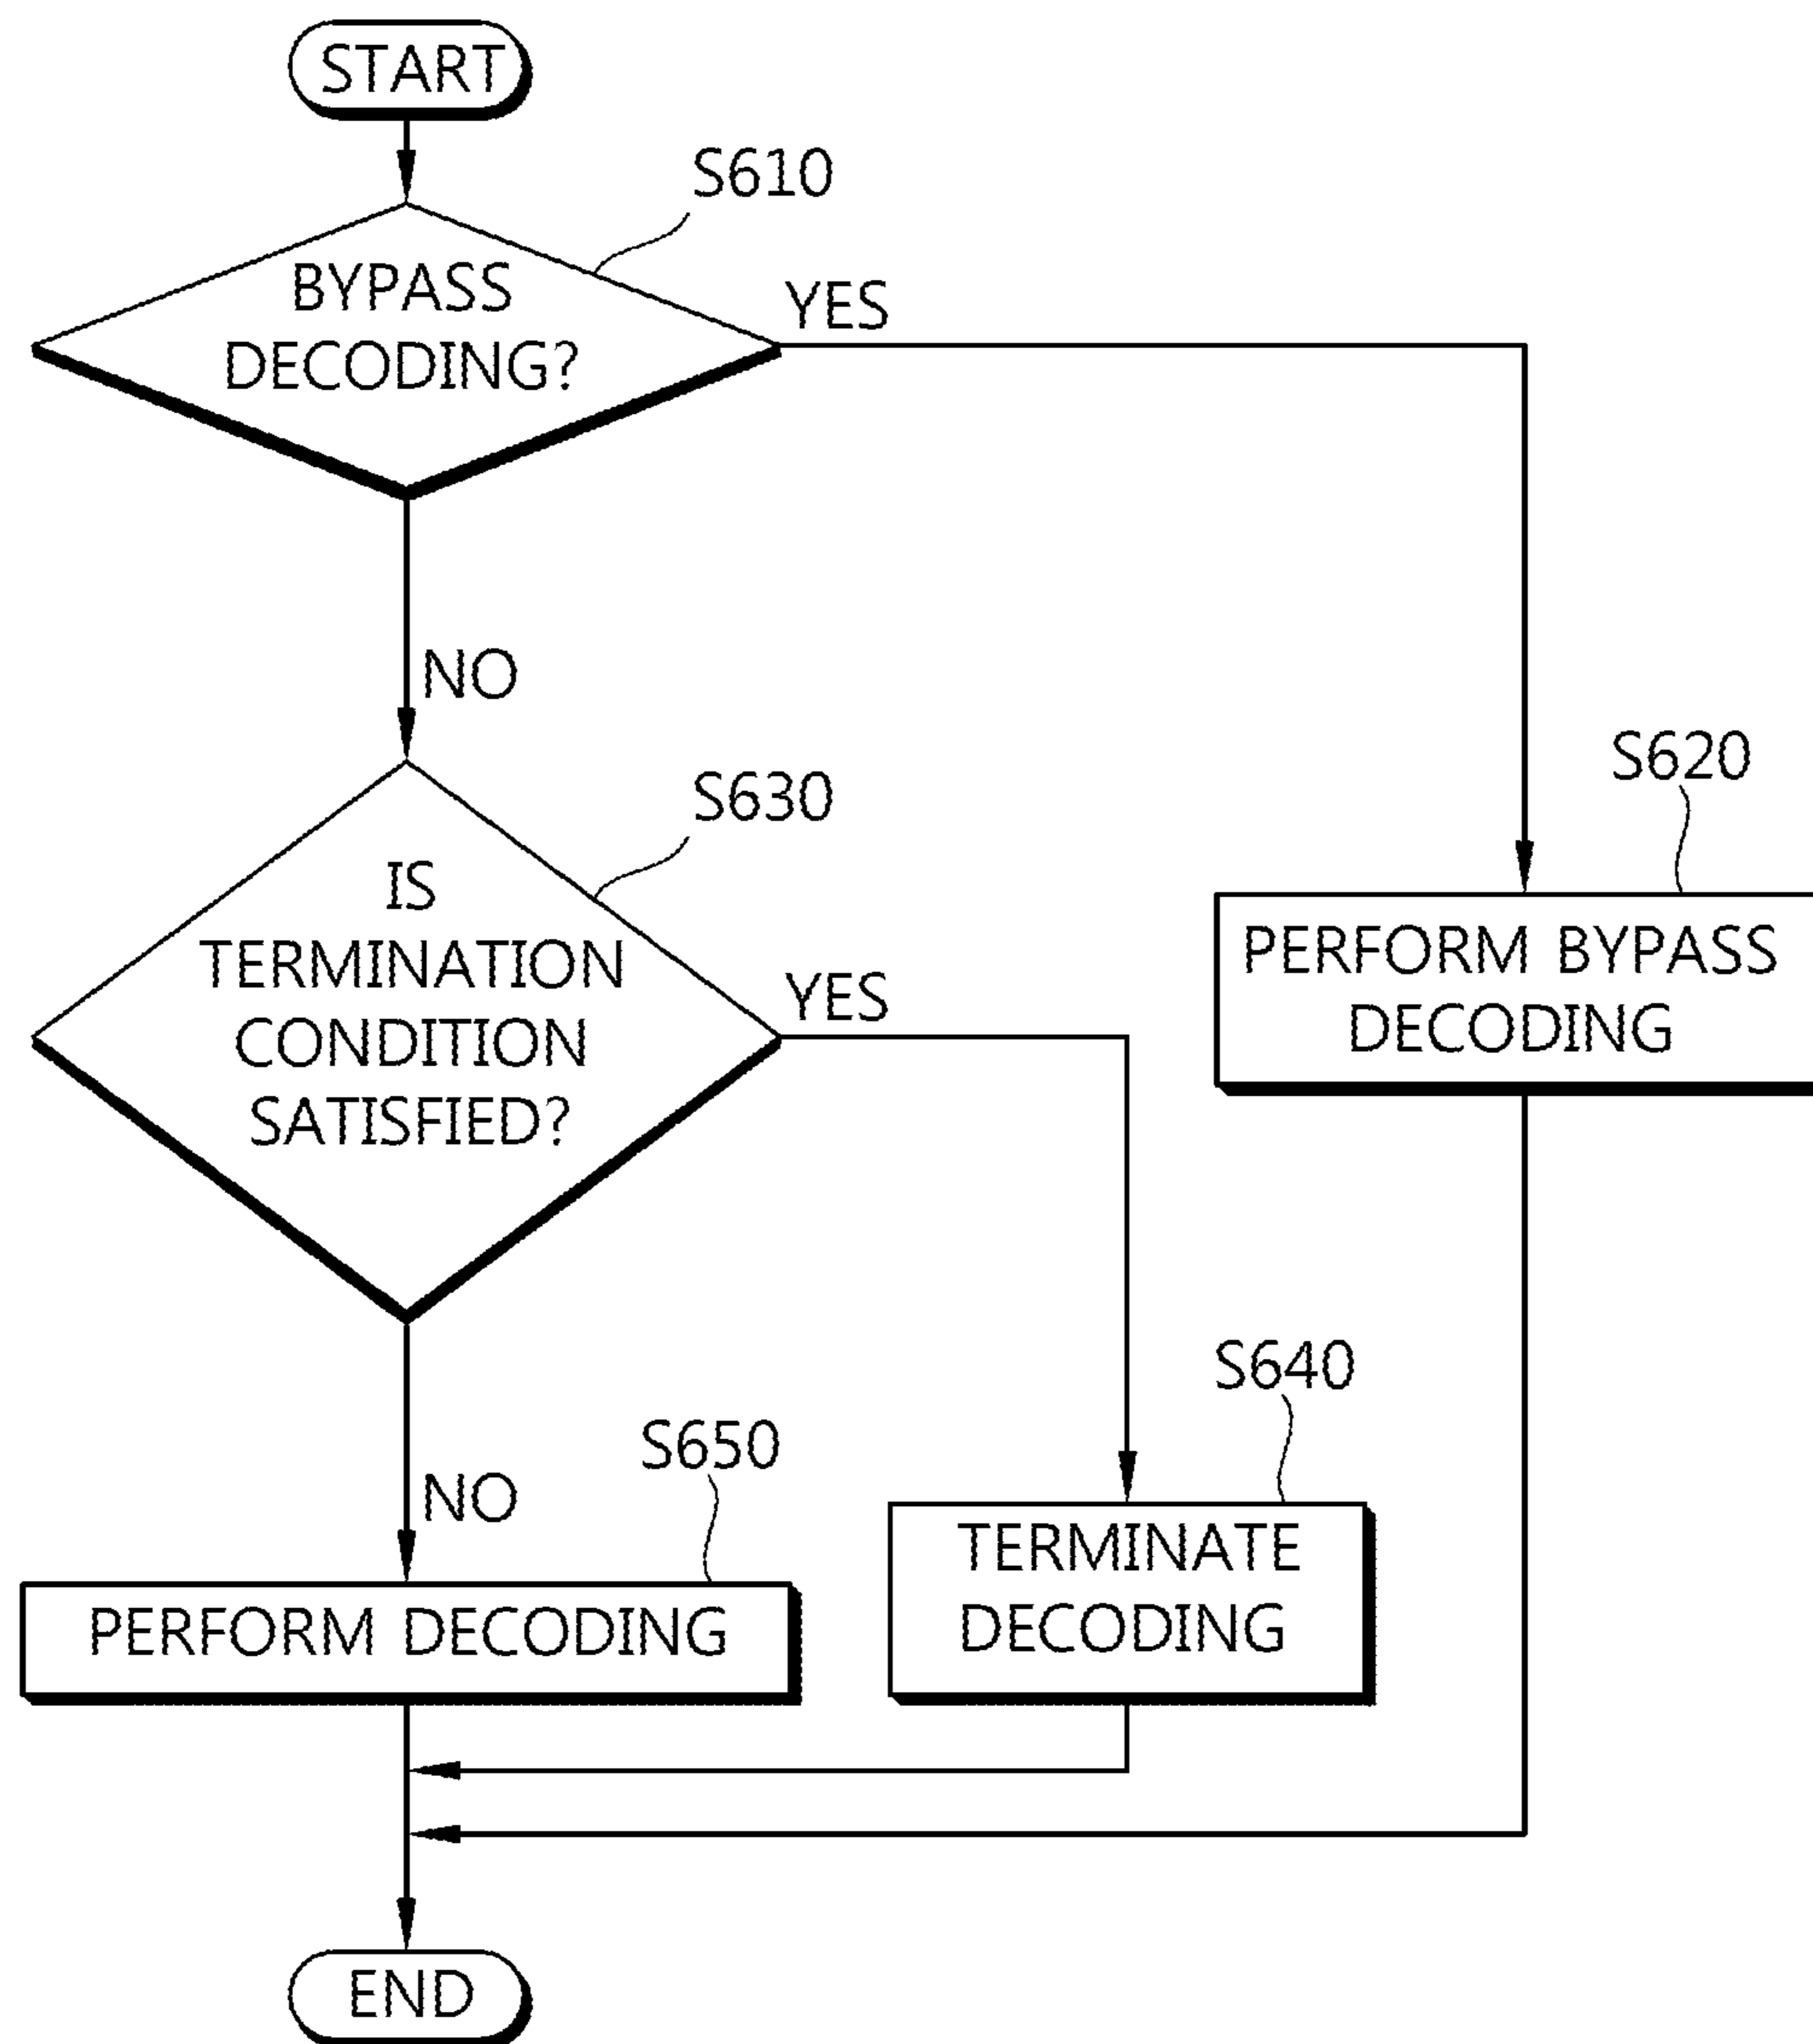 START
S610
BYPASS
DECODING?
YES
NO
S620
PERFORM BYPASS
DECODING
S630
IS
TERMINATION
CONDITION
SATISFIED?
YES
NO
S640
TERMINATE
DECODING
S650
PERFORM DECODING
END